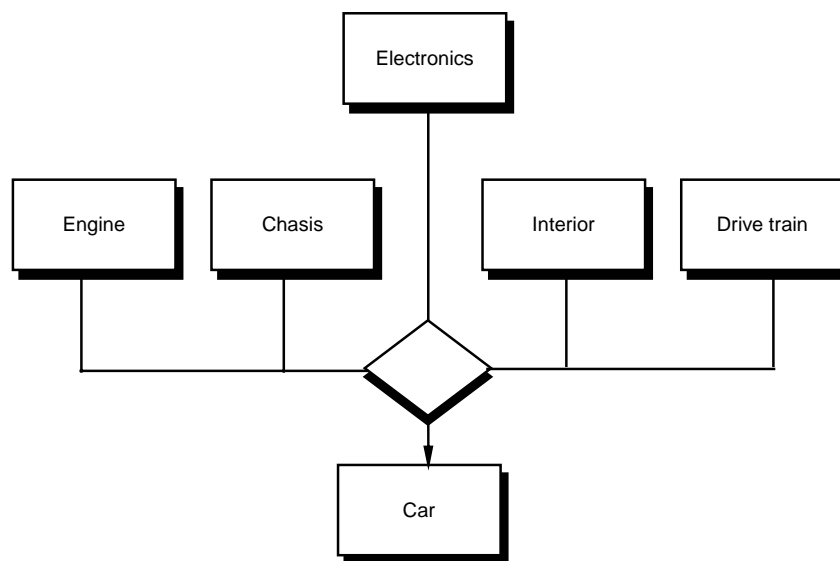 Electronics
Engine
Chasis
Interior
Drive train
Car